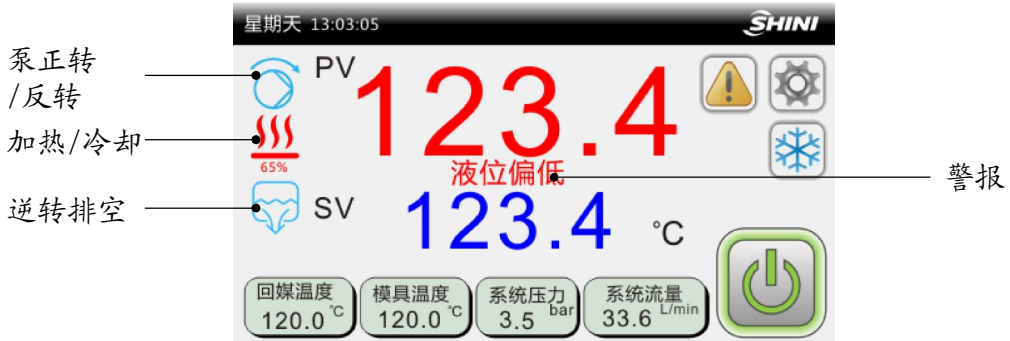 星期天 13:03:05
SHINI
泵正转
/反转
PV
123.4
加热/冷却
65%
液位偏低
警报
逆转排空
SV
123.4
°C
回媒温度
120.0 °C
模具温度
120.0 °C
系统压力
3.5 bar
系统流量
33.6 L/min